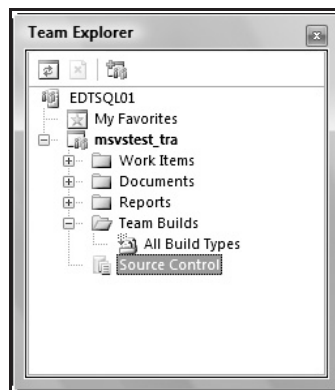 Team Explorer
EDTSQL01
My Favorites
msvstest_tra
Work Items
Documents
Reports
Team Builds
All Build Types
Source Control